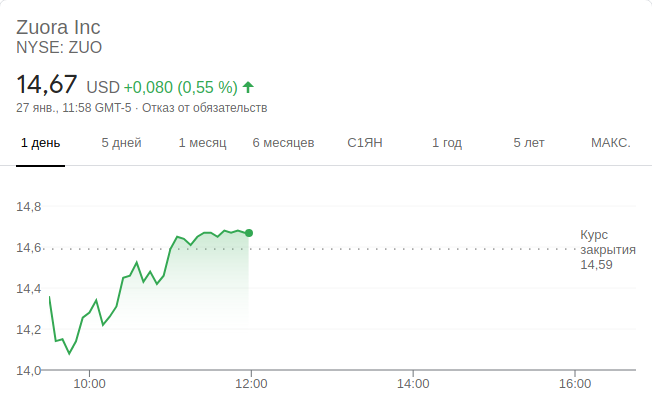 Zuora Inc
NYSE: ZUO
14,67 USD +0,080 (0,55 %)
27 янв., 11:58 GMT-5 · Отказ от обязательств
1 день 5 дней 1 месяц 6 месяцев С1ЯН 1 год 5 лет МАКС.
14,8
14,6
14,4
14,2
14,0
Курс
закрытия
14,59
10:00 12:00 14:00 16:00